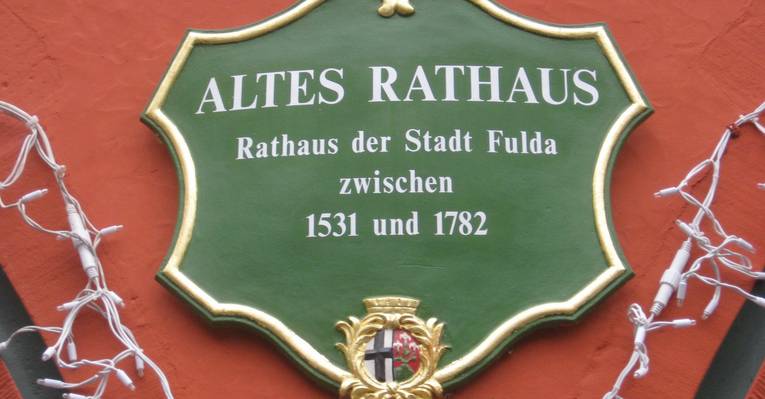 ALTES RATHAUS
Rathaus der Stadt Fulda
zwischen
1531 und 1782